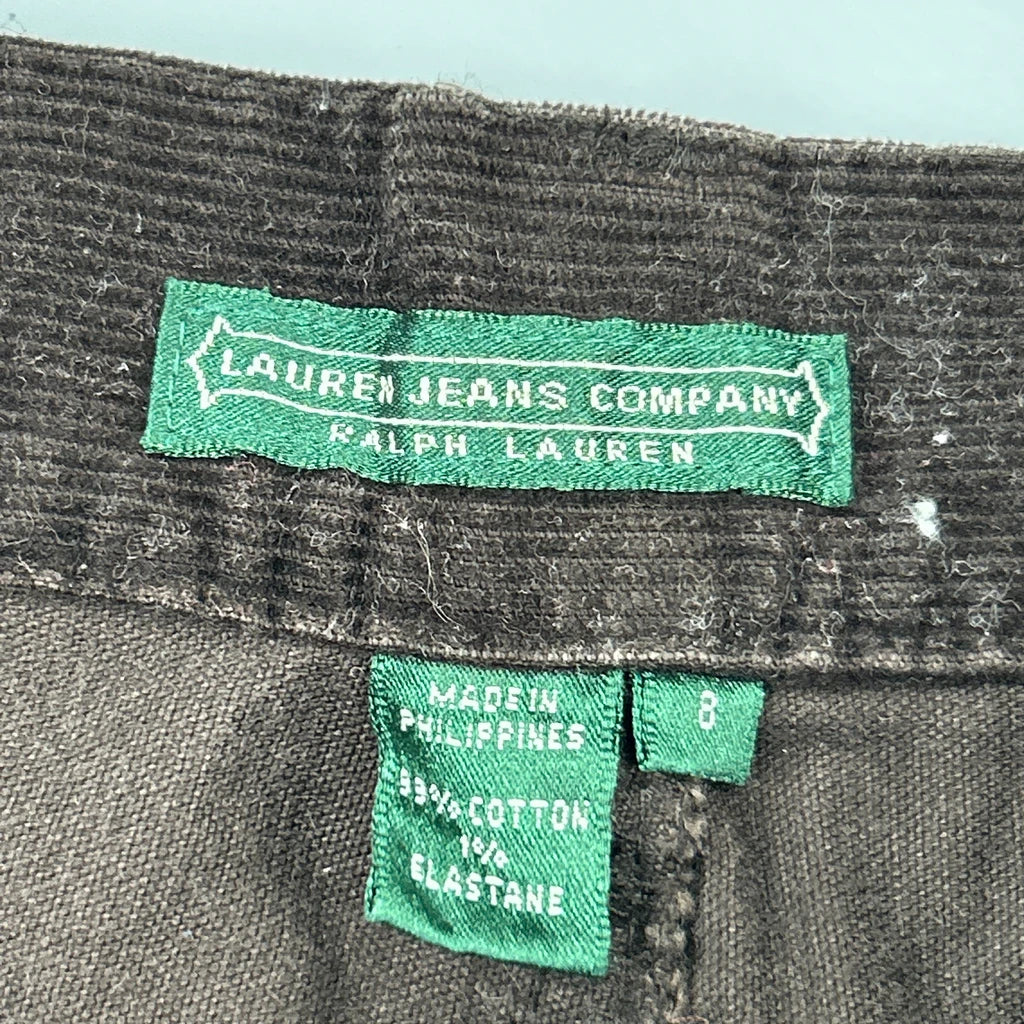 LAUREN JEANS COMPANY
RALPH LAUREN
MADE IN
PHILIPPINES
8
99% COTTON
1%
ELASTANE